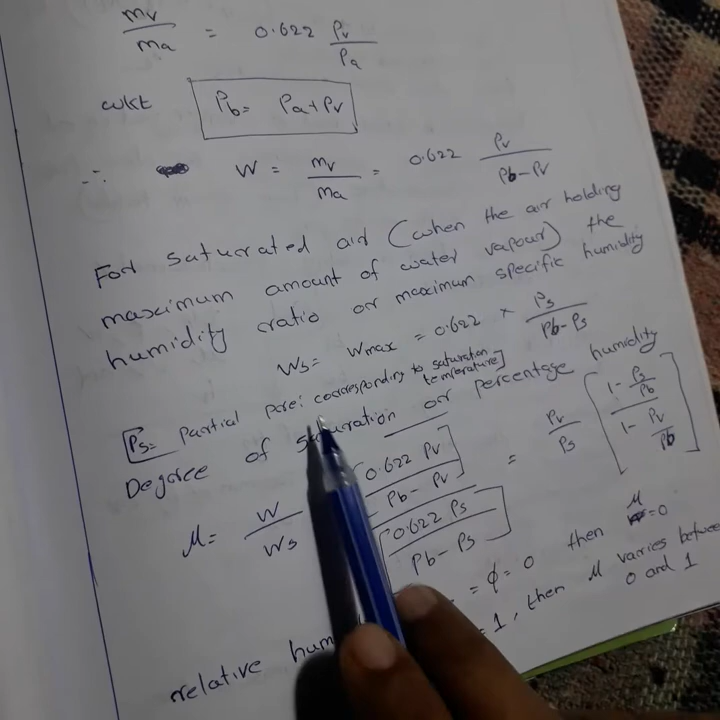 mv/ma = 0.622 Pv/Pa
wkt Pb = Pa+Pv
∴ W = mv/ma = 0.622 Pv/Pb-Pv
For saturated air (when the air holding
maximum amount of water vapour) the
humidity ratio or maximum specific humidity
Ws = Wmax = 0.622 × Ps/Pb-Ps
[Ps= Partial pre: corresponding to saturation temperature]
Degree of saturation or percentage humidity
μ = W/Ws [0.622 Pv/Pb-Pv]/[0.622 Ps/Pb-Ps] = Pv/Ps [1-Ps/Pb / 1-Pv/Pb]
= φ = 0 then μ=0
relative hum = 1, then μ varies between
0 and 1